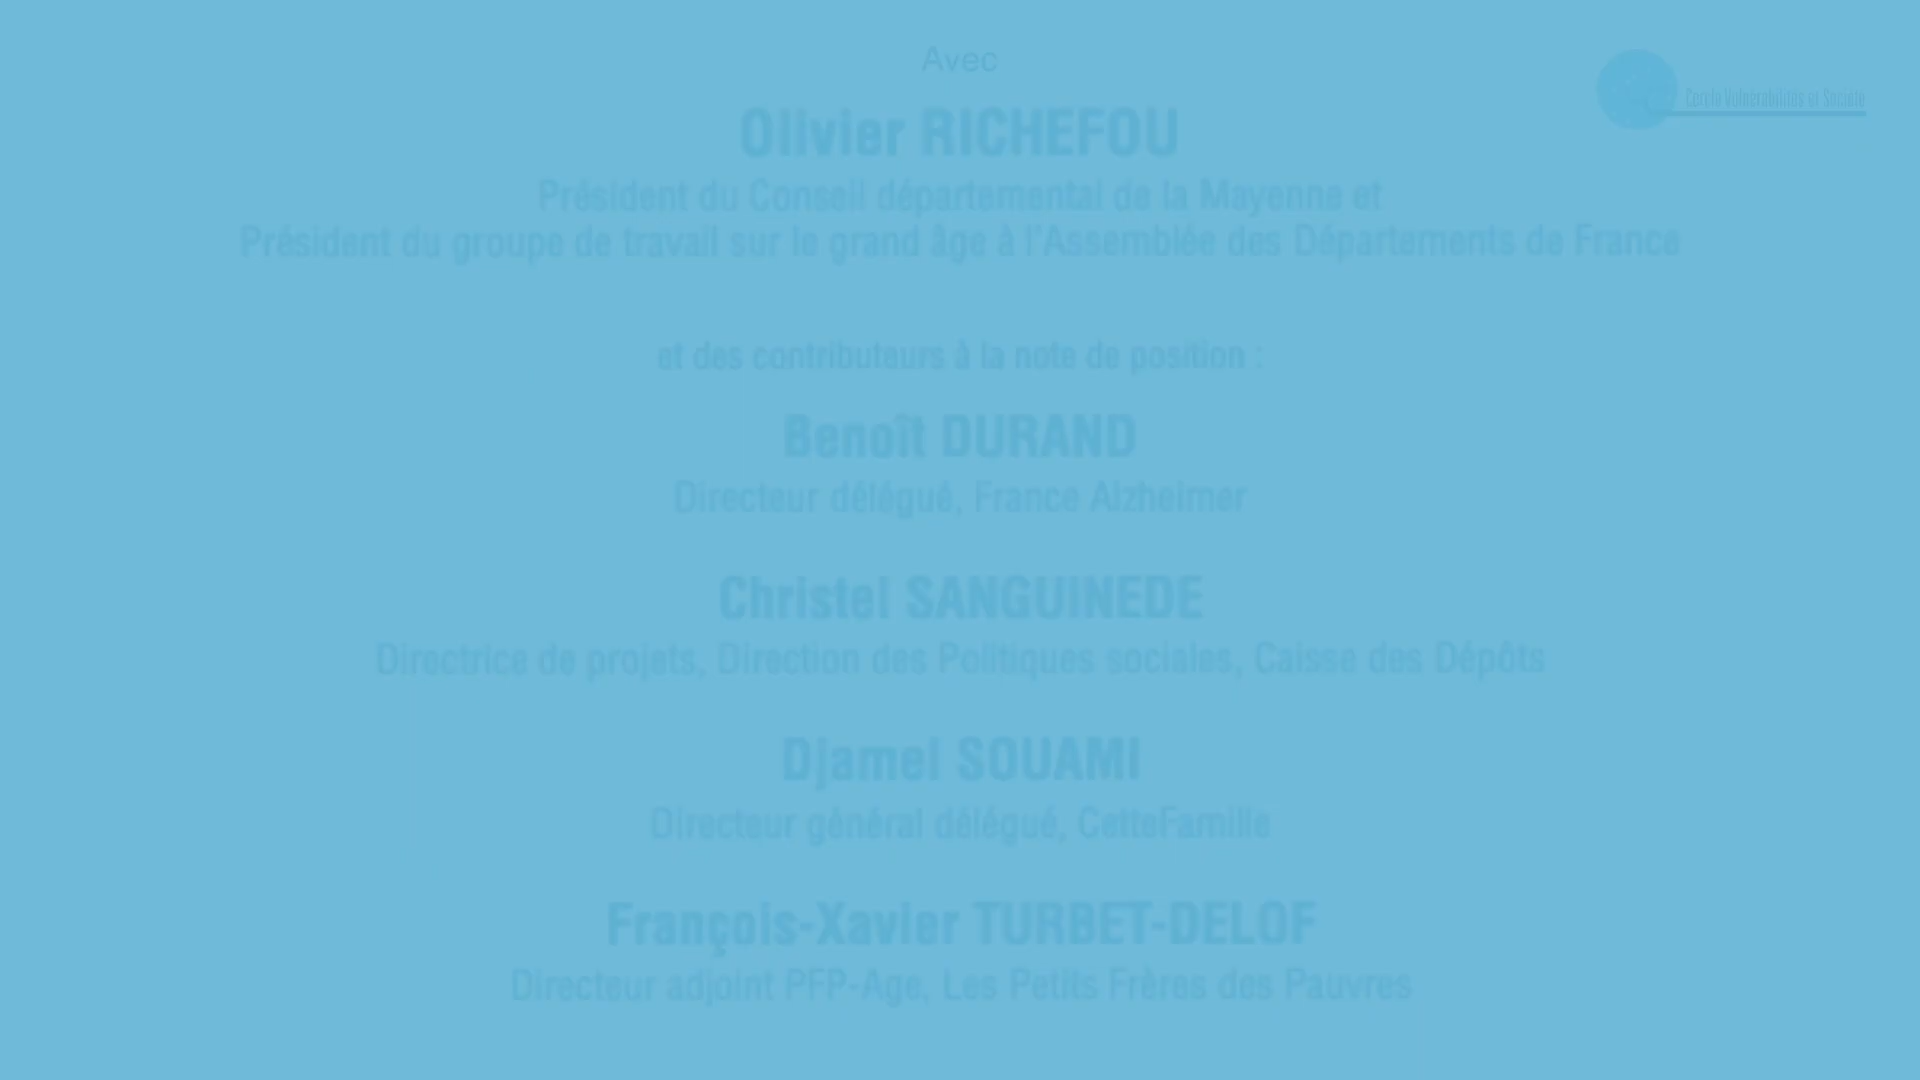 Avec
Cercle Vulnérabilités et Société
Olivier RICHEFOU
Président du Conseil départemental de la Mayenne et
Président du groupe de travail sur le grand âge à l'Assemblée des Départements de France
et des contributeurs à la note de position :
Benoît DURAND
Directeur délégué, France Alzheimer
Christel SANGUINEDE
Directrice de projets, Direction des Politiques sociales, Caisse des Dépôts
Djamel SOUAMI
Directeur général délégué, CetteFamille
François-Xavier TURBET-DELOF
Directeur adjoint PFP-Age, Les Petits Frères des Pauvres